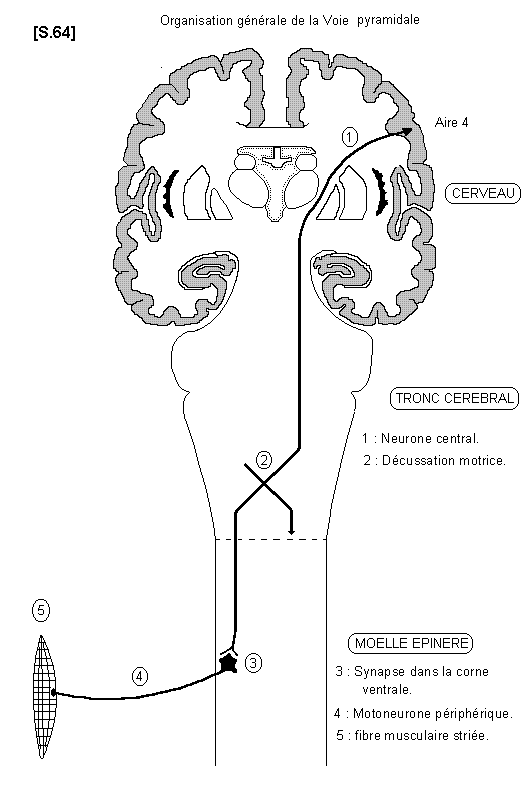 Organisation générale de la Voie pyramidale
[S.64]
Aire 4
1
CERVEAU
TRONC CEREBRAL
1 : Neurone central.
2 : Décussation motrice.
2
5
MOELLE EPINERE
3
3 : Synapse dans la corne
ventrale.
4
4 : Motoneurone périphérique.
5 : fibre musculaire striée.